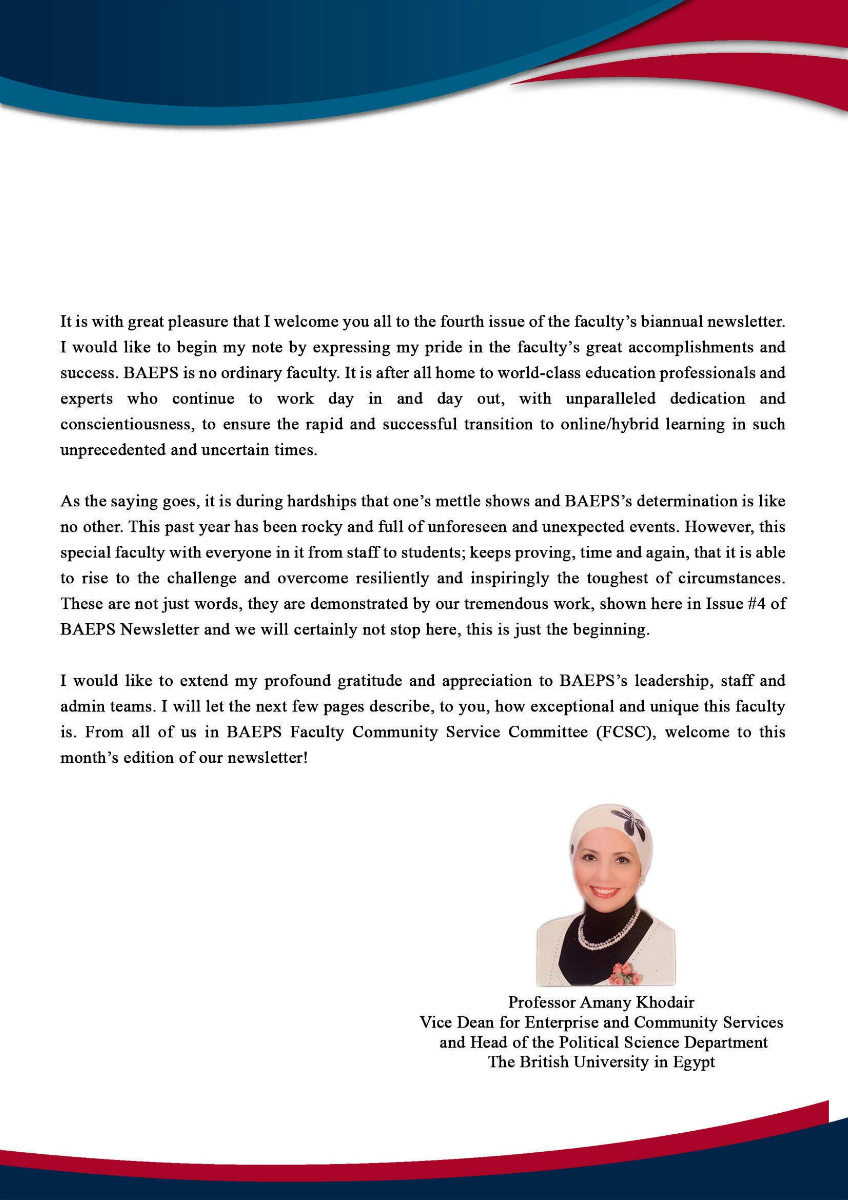 It is with great pleasure that I welcome you all to the fourth issue of the faculty’s biannual newsletter.
I would like to begin my note by expressing my pride in the faculty’s great accomplishments and
success. BAEPS is no ordinary faculty. It is after all home to world-class education professionals and
experts who continue to work day in and day out, with unparalleled dedication and
conscientiousness, to ensure the rapid and successful transition to online/hybrid learning in such
unprecedented and uncertain times.
As the saying goes, it is during hardships that one’s mettle shows and BAEPS’s determination is like
no other. This past year has been rocky and full of unforeseen and unexpected events. However, this
special faculty with everyone in it from staff to students; keeps proving, time and again, that it is able
to rise to the challenge and overcome resiliently and inspiringly the toughest of circumstances.
These are not just words, they are demonstrated by our tremendous work, shown here in Issue #4 of
BAEPS Newsletter and we will certainly not stop here, this is just the beginning.
I would like to extend my profound gratitude and appreciation to BAEPS’s leadership, staff and
admin teams. I will let the next few pages describe, to you, how exceptional and unique this faculty
is. From all of us in BAEPS Faculty Community Service Committee (FCSC), welcome to this
month’s edition of our newsletter!
Professor Amany Khodair
Vice Dean for Enterprise and Community Services
and Head of the Political Science Department
The British University in Egypt